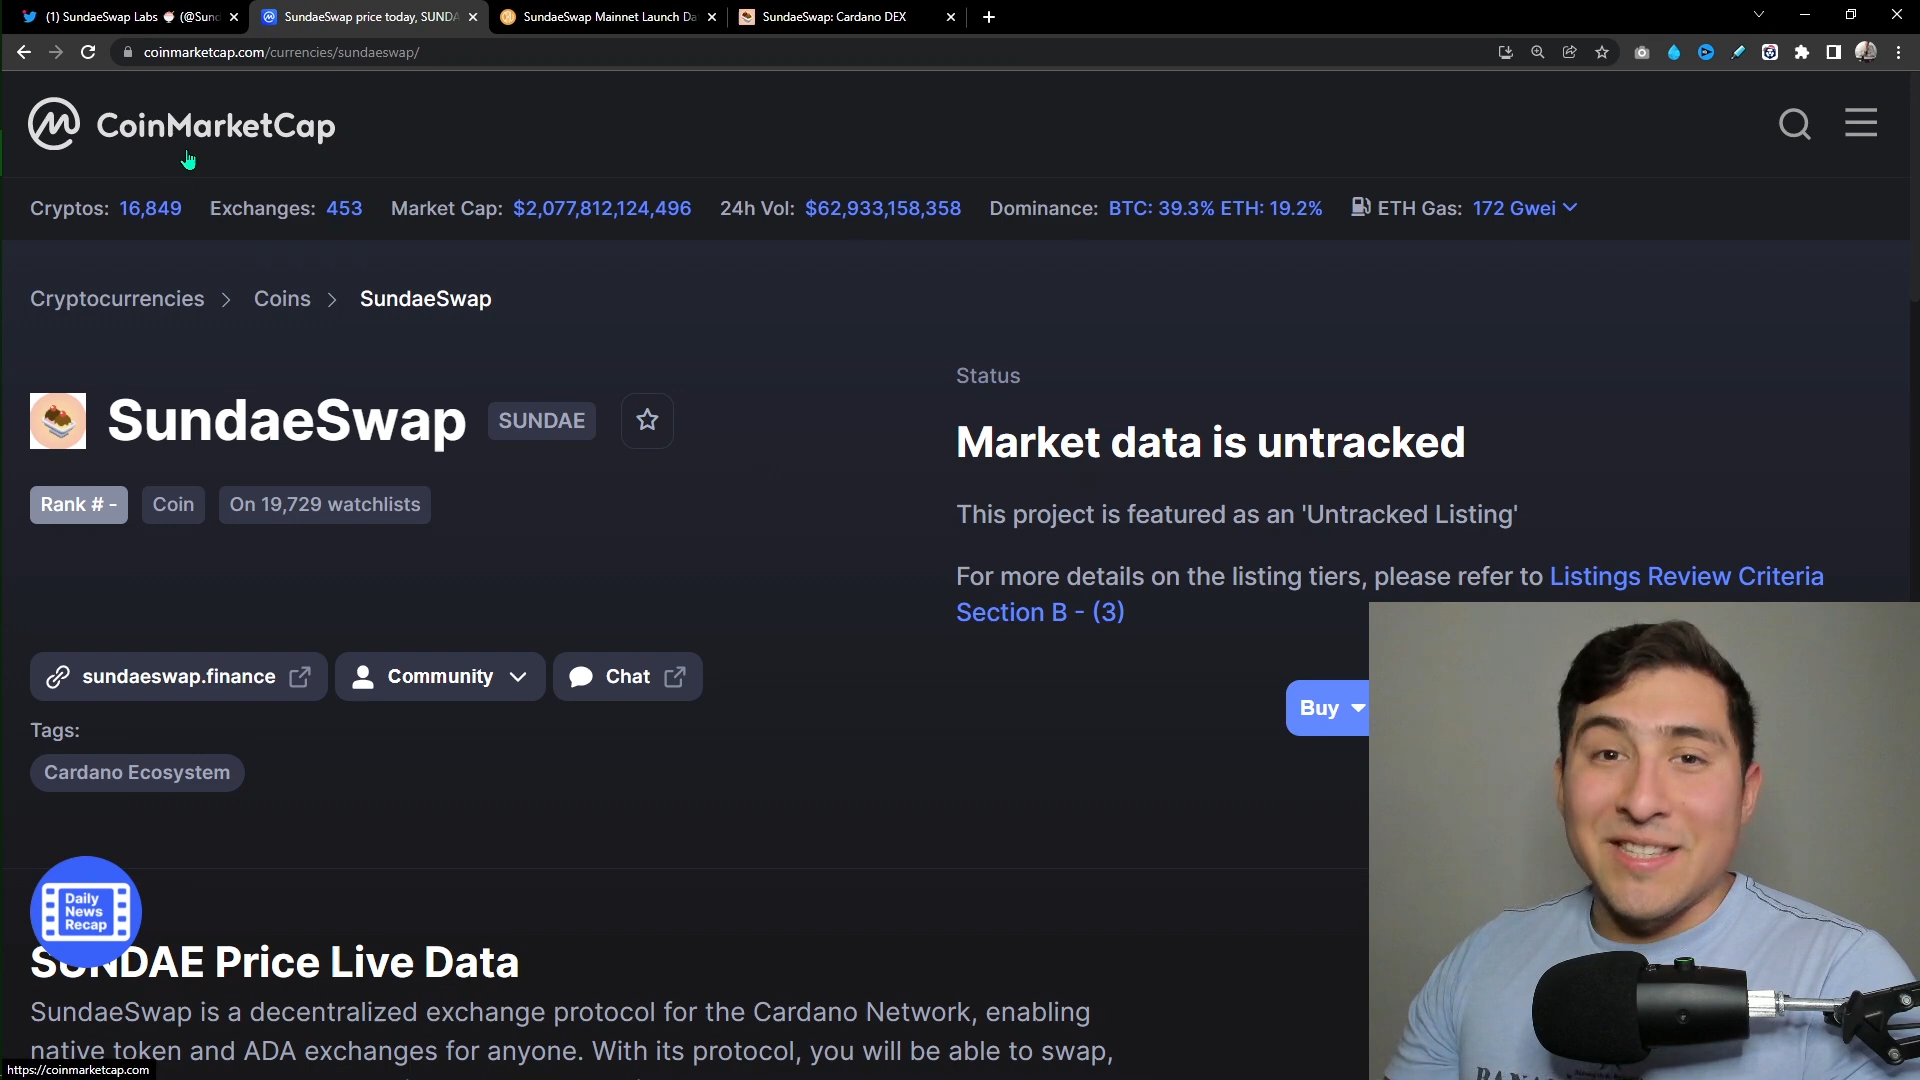 (1) SundaeSwap Labs 🍨 (@Sund
SundaeSwap price today, SUNDA
SundaeSwap Mainnet Launch Da
SundaeSwap: Cardano DEX
coinmarketcap.com/currencies/sundaeswap/
CoinMarketCap
Cryptos: 16,849 Exchanges: 453 Market Cap: $2,077,812,124,496 24h Vol: $62,933,158,358 Dominance: BTC: 39.3% ETH: 19.2% ETH Gas: 172 Gwei
Cryptocurrencies > Coins > SundaeSwap
SundaeSwap SUNDAE
Rank # - Coin On 19,729 watchlists
Status
Market data is untracked
This project is featured as an 'Untracked Listing'
For more details on the listing tiers, please refer to Listings Review Criteria
Section B - (3)
sundaeswap.finance Community Chat
Buy
Tags:
Cardano Ecosystem
Daily
News
Recap
SUNDAE Price Live Data
SundaeSwap is a decentralized exchange protocol for the Cardano Network, enabling
native token and ADA exchanges for anyone. With its protocol, you will be able to swap,
https://coinmarketcap.com